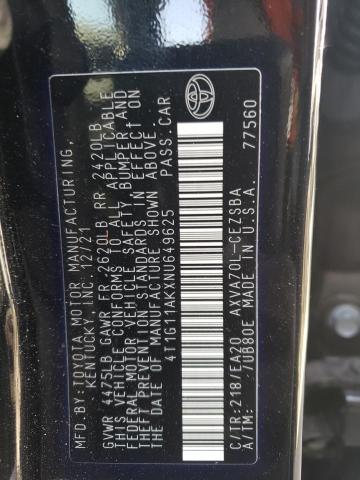 MFD.BY:TOYOTA MOTOR MANUFACTURING
KENTUCKY, INC. 12/21
GVWR 4475LB GAWR FR 2620LB RR 2420LB
THIS VEHICLE CONFORMS TO ALL APPLICABLE
FEDERAL MOTOR VEHICLE SAFETY, BUMPER AND
THEFT PREVENTION STANDARDS IN EFFECT ON
THE DATE OF MANUFACTURE SHOWN ABOVE.
4T1G11AKXNU649625 PASS.CAR
C/TR:218/EA20 AXVA70L-CEZSBA
A/TM: /UB80E MADE IN U.S.A.
77560